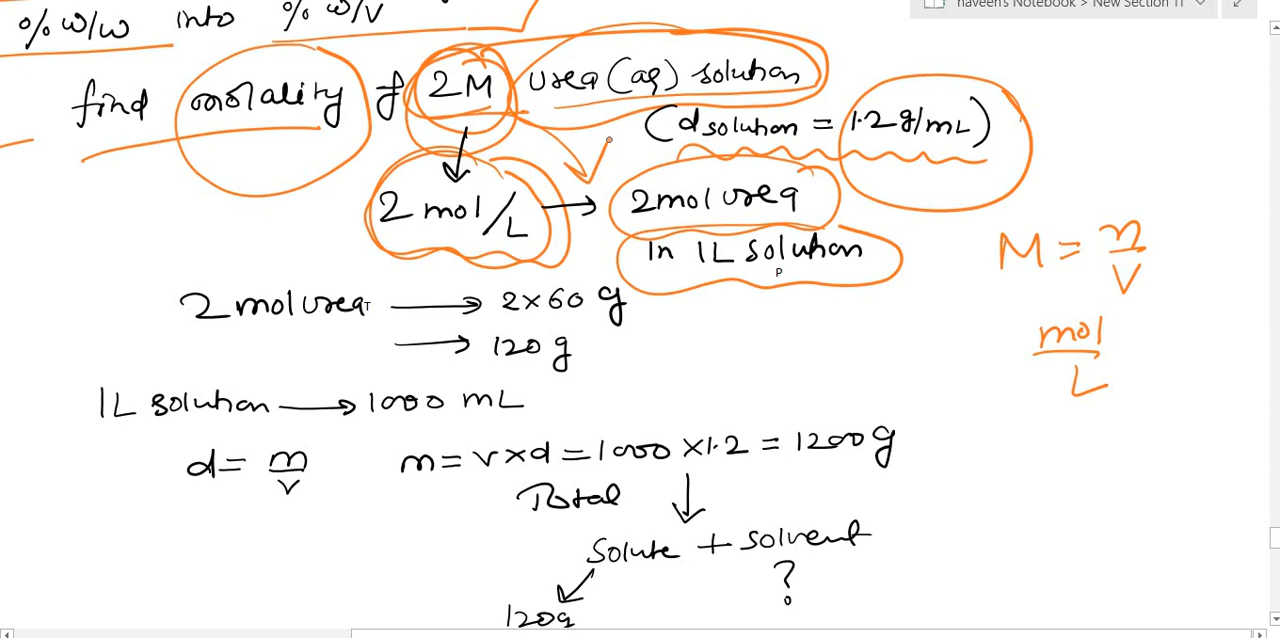 naveen's Notebook > New Section 11
% w/w into % w/v
find molality of 2M urea (aq) solution
(d solution = 1.2 g/mL)
2 mol/L → 2 mol urea
in 1L solution
M = n/V
mol/L
2 mol urea → 2×60 g
→ 120 g
1L solution → 1000 mL
d = m/v m = v×d = 1000 ×1.2 = 1200 g
Total
Solute + solvent
?
120g